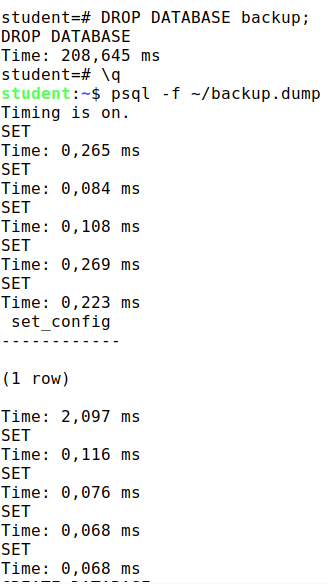 student=# DROP DATABASE backup;
DROP DATABASE
Time: 208,645 ms
student=# \q
student:~$ psql -f ~/backup.dump
Timing is on.
SET
Time: 0,265 ms
SET
Time: 0,084 ms
SET
Time: 0,108 ms
SET
Time: 0,269 ms
SET
Time: 0,223 ms
 set_config
------------

(1 row)

Time: 2,097 ms
SET
Time: 0,116 ms
SET
Time: 0,076 ms
SET
Time: 0,068 ms
SET
Time: 0,068 ms